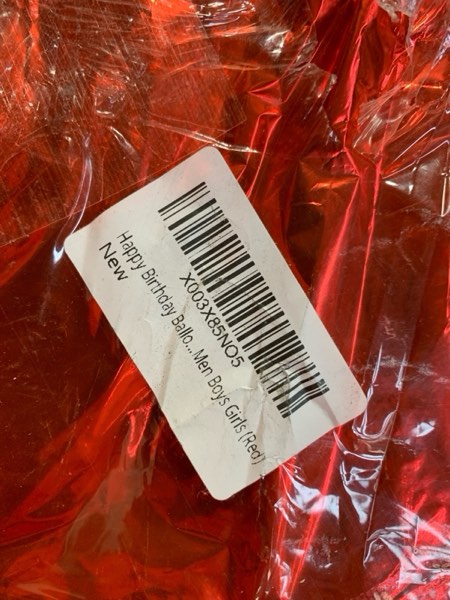 X003X85NO5
Happy Birthday Ballo...Men Boys Girls (Red)
New